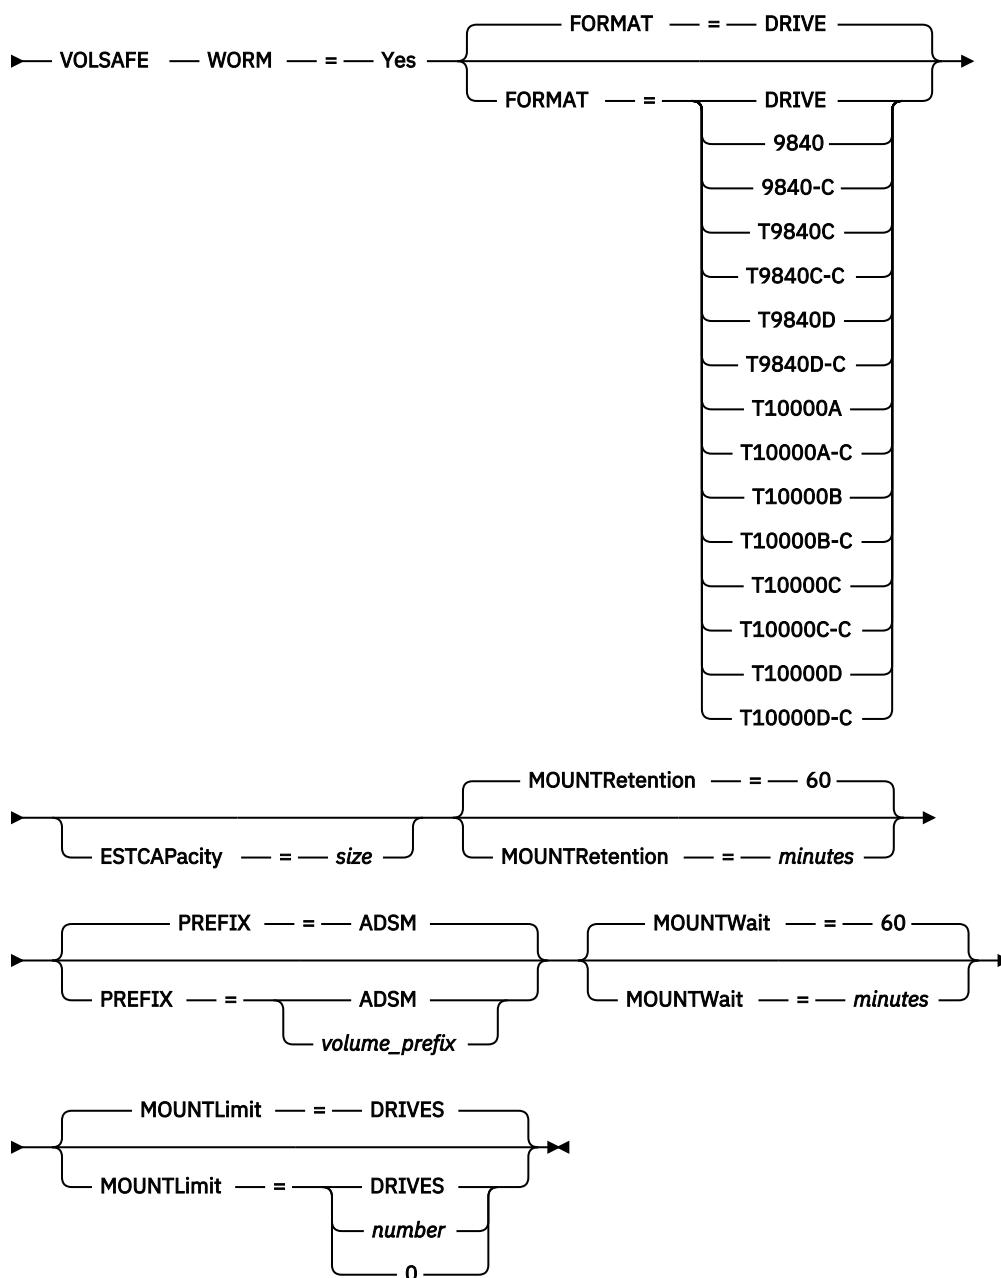 FORMAT = DRIVE
VOLSAFE WORM = Yes
FORMAT = DRIVE
9840
9840-C
T9840C
T9840C-C
T9840D
T9840D-C
T10000A
T10000A-C
T10000B
T10000B-C
T10000C
T10000C-C
T10000D
T10000D-C
MOUNTRetention = 60
ESTCAPacity = size MOUNTRetention = minutes
PREFIX = ADSM MOUNTWait = 60
PREFIX = ADSM MOUNTWait = minutes
volume_prefix
MOUNTLimit = DRIVES
MOUNTLimit = DRIVES
number
0